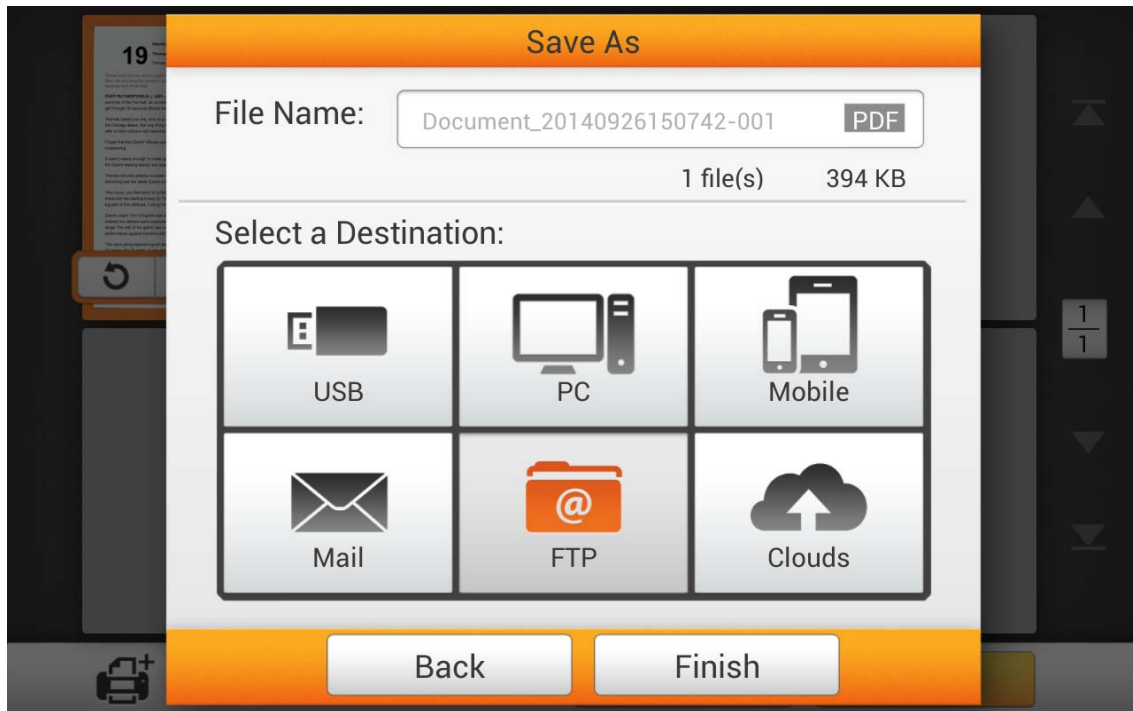 Save As
19
File Name:
Document_20140926150742-001 PDF
1 file(s) 394 KB
Select a Destination:
USB PC Mobile
Mail @ FTP Clouds
1
1
Back Finish